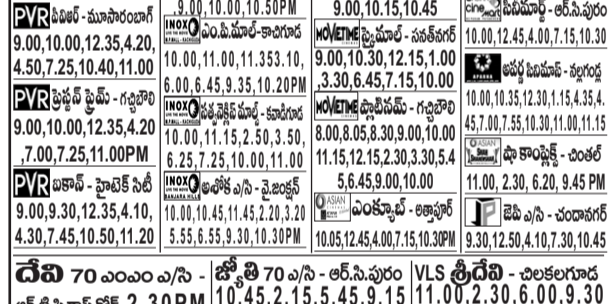 PVR ఏవిఆర్ - మూసారంబాగ్
9.00,10.00,12.35,4.20,
4.50,7.25,10.40,11.00
PVR ప్రెస్టన్ ప్రైమ్ - గచ్చిబౌలి
9.00,10.00,12.35,4.20
,7.00,7.25,11.00PM
PVR ఐకాన్ - హైటెక్ సిటీ
9.00,9.30,12.35,4.10,
4.30,7.45,10.50,11.20
9.00,10.00,10.50PM
INOX ఎం.పి.మాల్ - కాచిగూడ
10.00,11.00,11.353.10,
6.00,6.45,9.35,10.20PM
INOX సత్వ నెక్లెస్ మాల్ - కవాడిగూడ
10.00,11.15,2.50,3.50,
6.25,7.25,10.00,11.00
INOX BANJARA HILLS అశోక ఎ/సి - వై.జంక్షన్
10.00,10.45,11.45,2.20,3.20
5.55,6.55,9.30,10.30PM
9.00,10.15,10.45
MOVIETIME స్కైమాల్ - సనత్‌నగర్
9.00,10.30,12.15,1.00
,3.30,6.45,7.15,10.00
MOVIETIME ప్లాటినమ్ - గచ్చిబౌలి
8.00,8.05,8.30,9.00,10.00
11.15,12.15,2.30,3.30,5.4
5,6.45,9.00,10.00
ASIAN ఎంక్యూబ్ - అత్తాపూర్
10.05,12.45,4.00,7.15,10.30PM
cine సినిమార్ట్ - ఆర్.సి.పురం
10.00,12.45,4.00,7.15,10.30
APARNA అపర్ణ సినిమాస్ - నల్లగండ్ల
10.00,10.35,12.30,1.15,4.35,4.
45,7.00,7.55,10.30,11.00,11.15
ASIAN షా కాంప్లెక్స్ - చింతల్
11.00, 2.30, 6.20, 9.45 PM
జెపి ఎ/సి - చందానగర్
9.30,12.50,4.10,7.30,10.45
దేవి 70 ఎంఎం ఎ/సి -
2.30PM
జ్యోతి 70 ఎ/సి - ఆర్.సి.పురం
10.45,2.15,5.45,9.15
VLS శ్రీదేవి - చిలకలగూడ
11.00,2.30,6.00,9.30